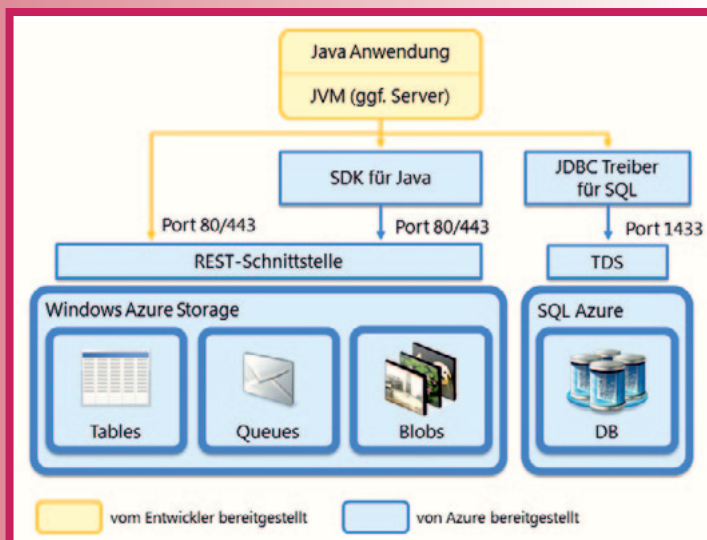 Java Anwendung
JVM (ggf. Server)
SDK für Java
JDBC Treiber
für SQL
Port 80/443
Port 80/443
Port 1433
REST-Schnittstelle
TDS
Windows Azure Storage
SQL Azure
Tables
Queues
Blobs
DB
vom Entwickler bereitgestellt
von Azure bereitgestellt